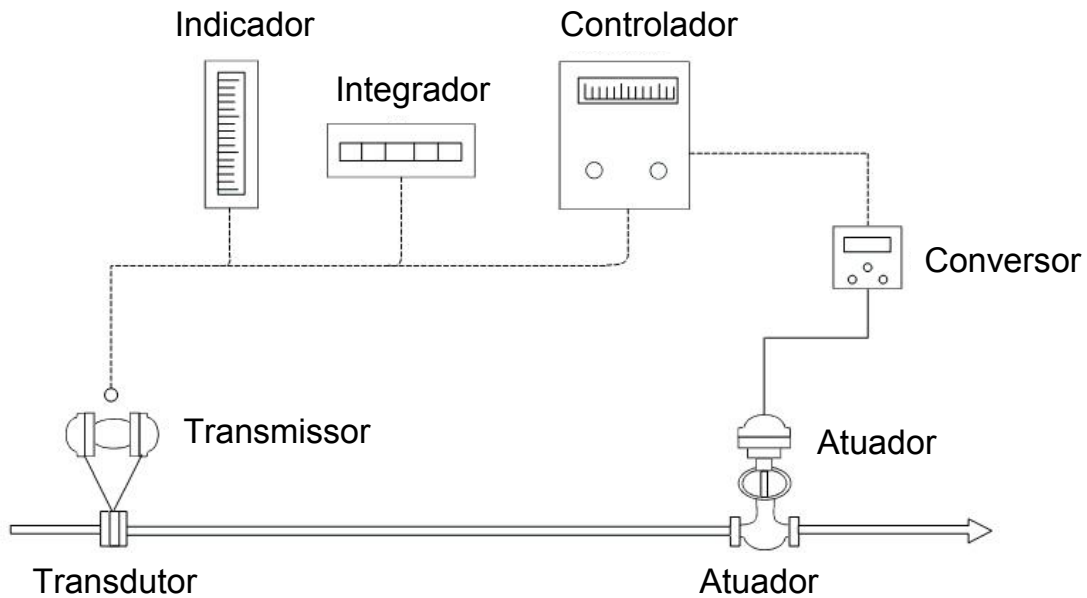 Indicador
Controlador
Integrador
Conversor
Transmissor
Atuador
Transdutor
Atuador